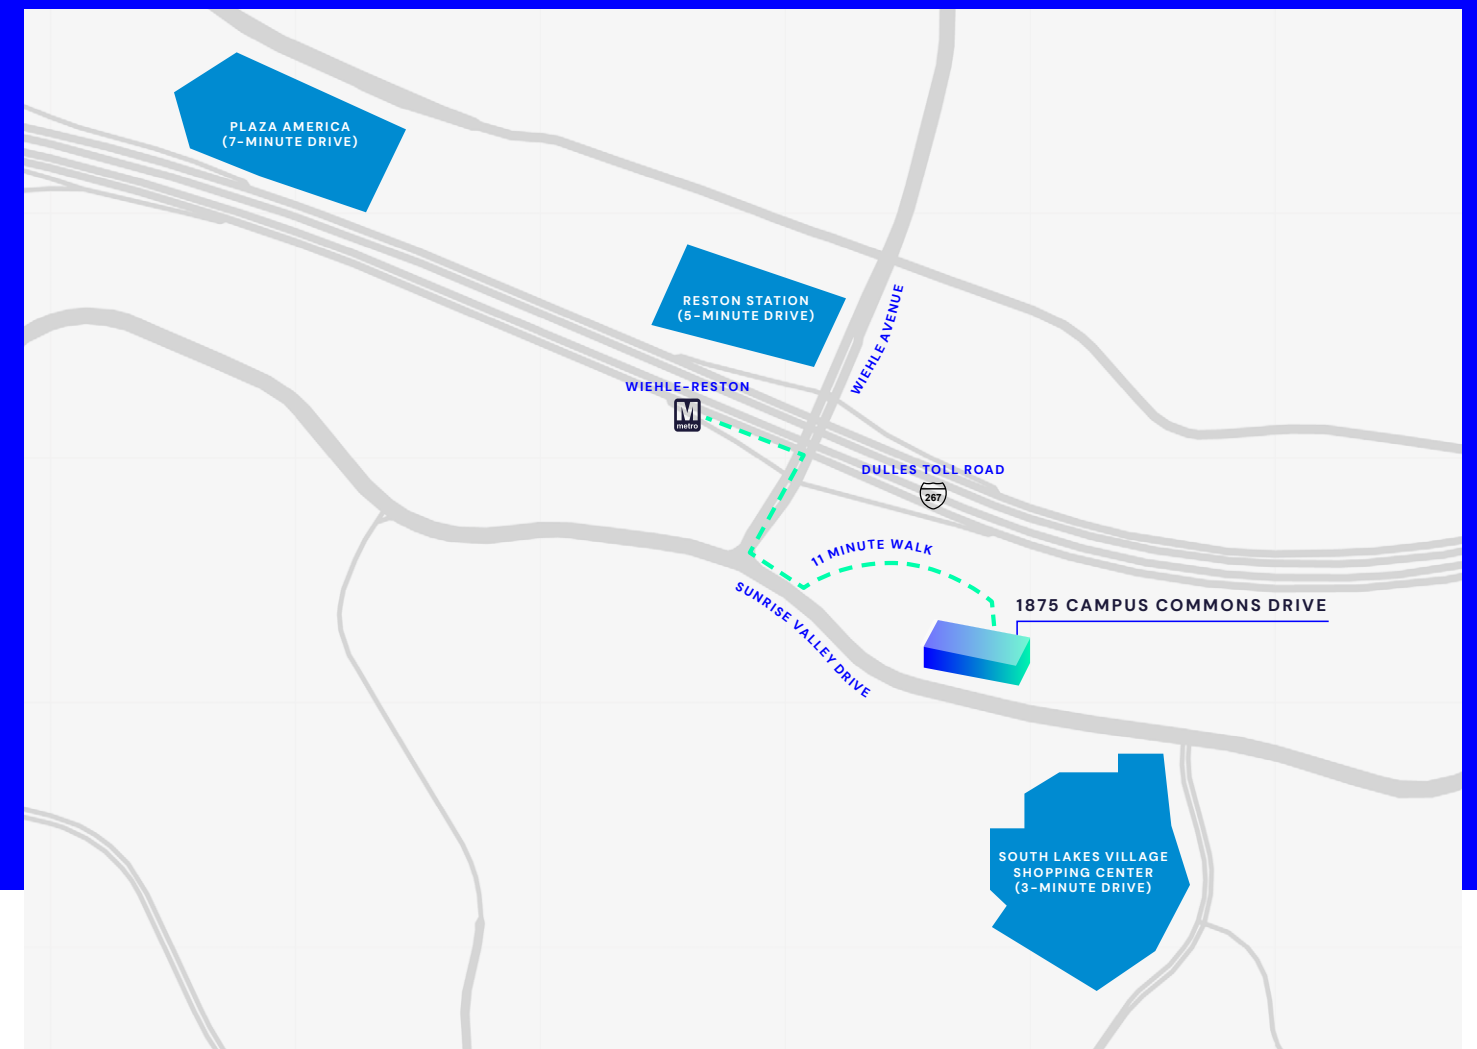 PLAZA AMERICA
(7-MINUTE DRIVE)
RESTON STATION
(5-MINUTE DRIVE)
WIEHLE AVENUE
WIEHLE-RESTON
M
metro
DULLES TOLL ROAD
267
11 MINUTE WALK
SUNRISE VALLEY DRIVE
1875 CAMPUS COMMONS DRIVE
SOUTH LAKES VILLAGE
SHOPPING CENTER
(3-MINUTE DRIVE)